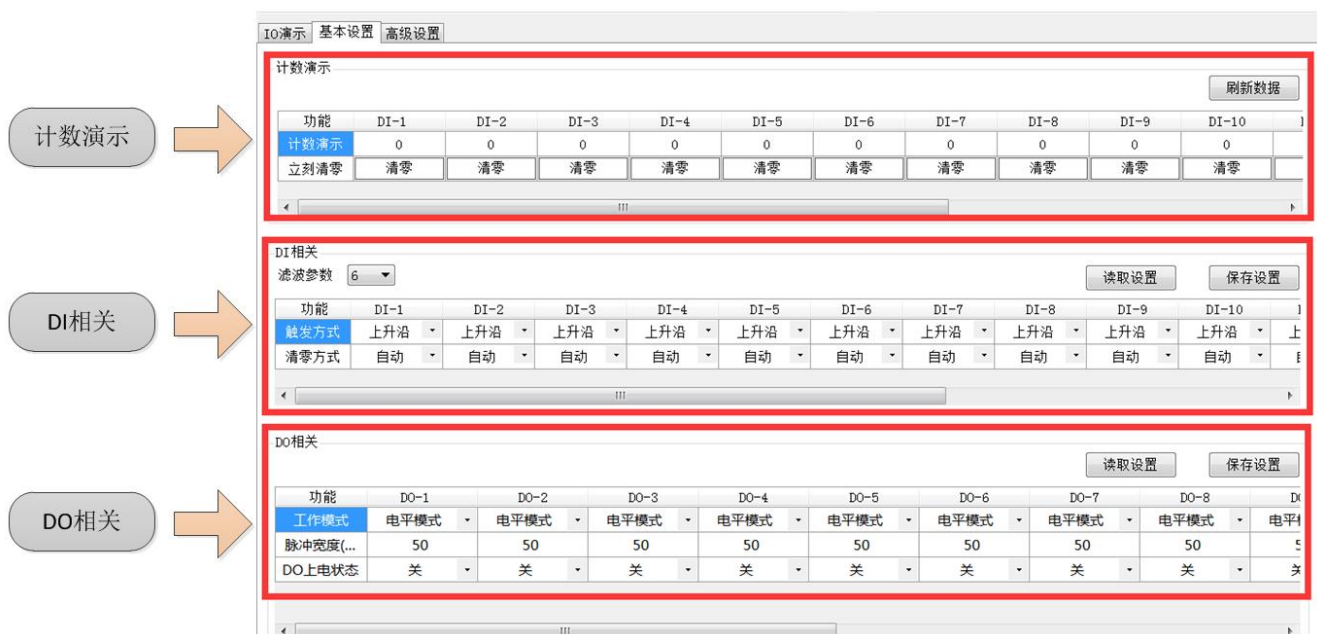 IO演示 基本设置 高级设置
计数演示
刷新数据
功能 DI-1 DI-2 DI-3 DI-4 DI-5 DI-6 DI-7 DI-8 DI-9 DI-10
计数演示 0 0 0 0 0 0 0 0 0 0
立刻清零 清零 清零 清零 清零 清零 清零 清零 清零 清零 清零
计数演示
DI相关
滤波参数 6 读取设置 保存设置
功能 DI-1 DI-2 DI-3 DI-4 DI-5 DI-6 DI-7 DI-8 DI-9 DI-10
触发方式 上升沿 上升沿 上升沿 上升沿 上升沿 上升沿 上升沿 上升沿 上升沿 上升沿 上
清零方式 自动 自动 自动 自动 自动 自动 自动 自动 自动 自动
DI相关
DO相关
读取设置 保存设置
功能 DO-1 DO-2 DO-3 DO-4 DO-5 DO-6 DO-7 DO-8
工作模式 电平模式 电平模式 电平模式 电平模式 电平模式 电平模式 电平模式 电平模式 电平
脉冲宽度(... 50 50 50 50 50 50 50 50
DO上电状态 关 关 关 关 关 关 关 关 关
DO相关